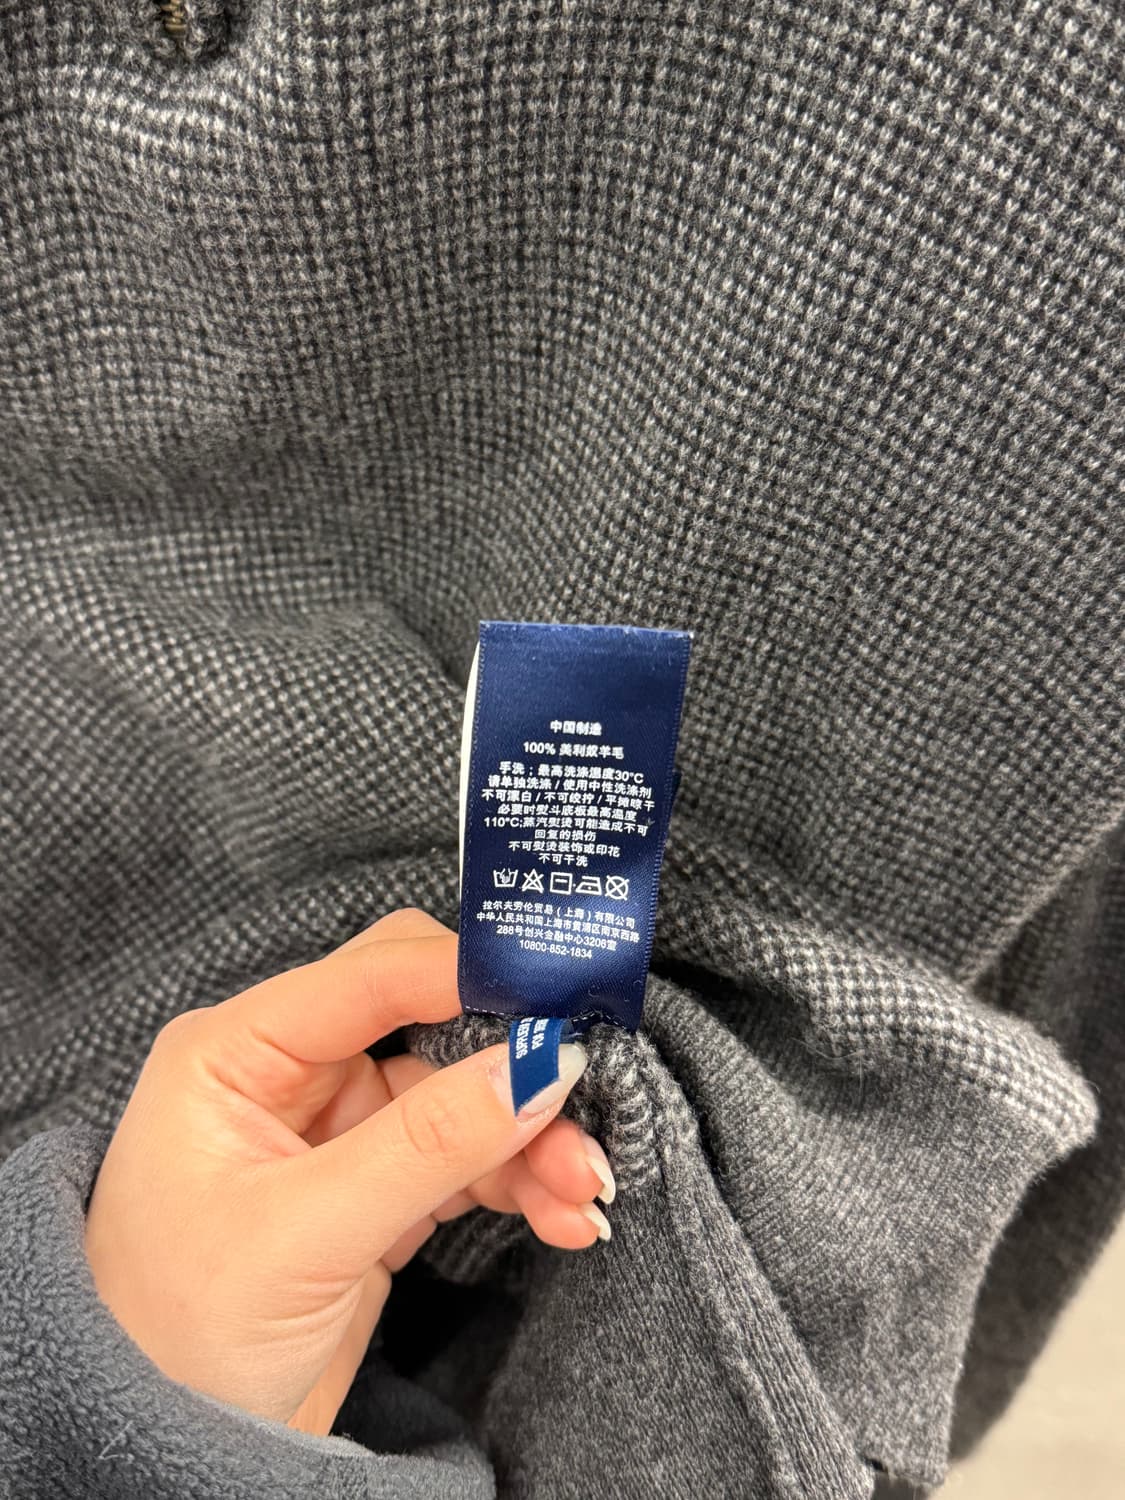 中国制造
100% 美利奴羊毛
手洗；最高洗涤温度30°C
请单独洗涤 / 使用中性洗涤剂
不可漂白 / 不可绞拧 / 平摊晾干
必要时熨斗底板最高温度
110°C;蒸汽熨烫可能造成不可
回复的损伤
不可熨烫装饰或印花
不可干洗
拉尔夫劳伦贸易（上海）有限公司
中华人民共和国上海市黄浦区南京西路
288号创兴金融中心3206室
10800-852-1834